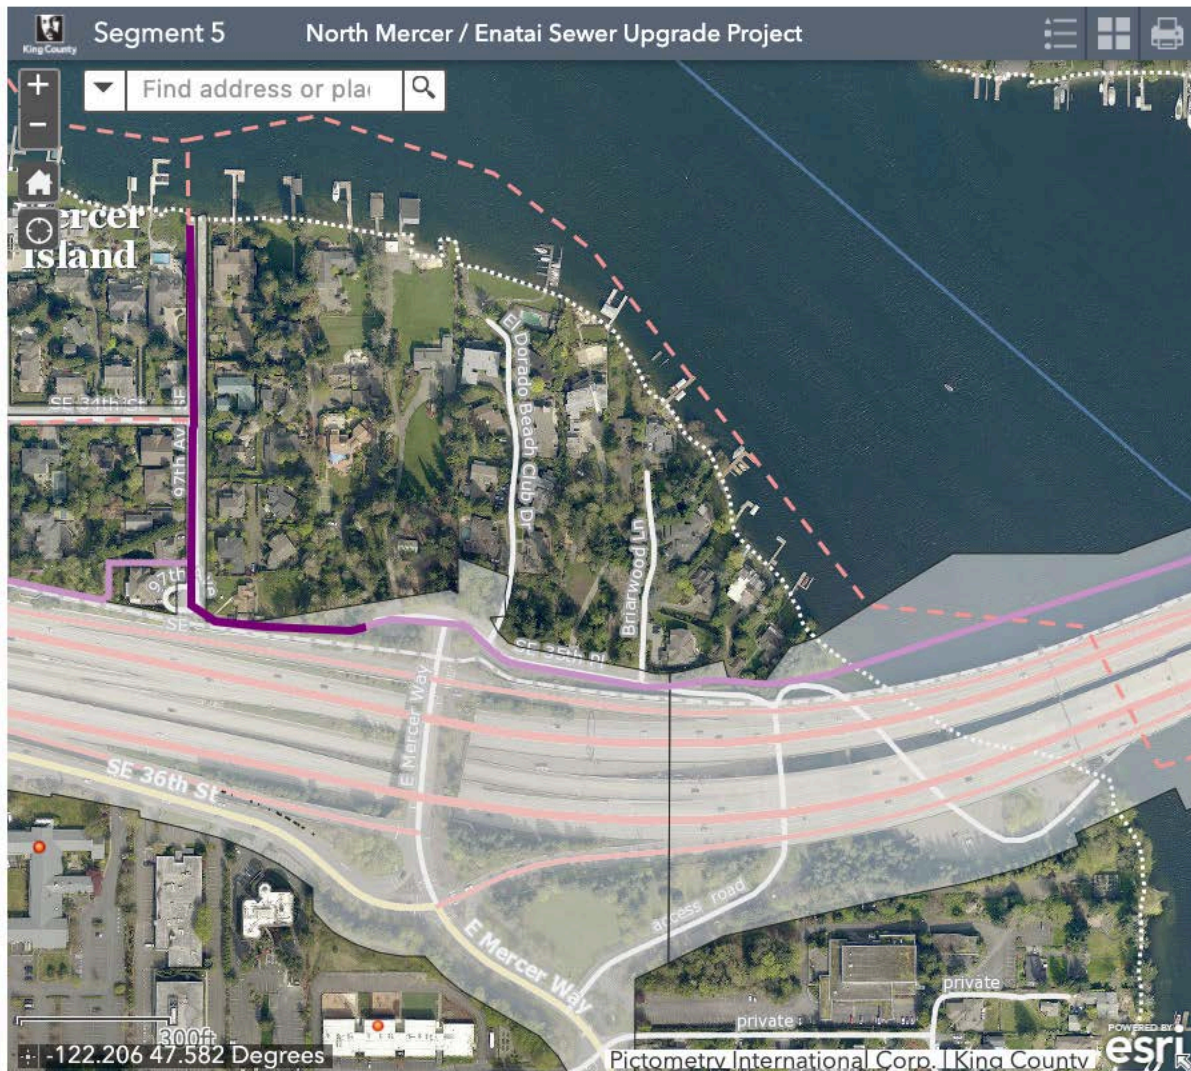 King County
Segment 5
North Mercer / Enatai Sewer Upgrade Project
+
Find address or pla
−
Mercer
Island
El Dorado Beach Club Dr
SE 34th St
97th Av SE
Briarwood Ln
97th
SE
SE 35th Pl
E Mercer Way
SE 36th St
access road
E Mercer Way
private
private
300ft
-122.206 47.582 Degrees
Pictometry International Corp. | King County
POWERED BY
esri